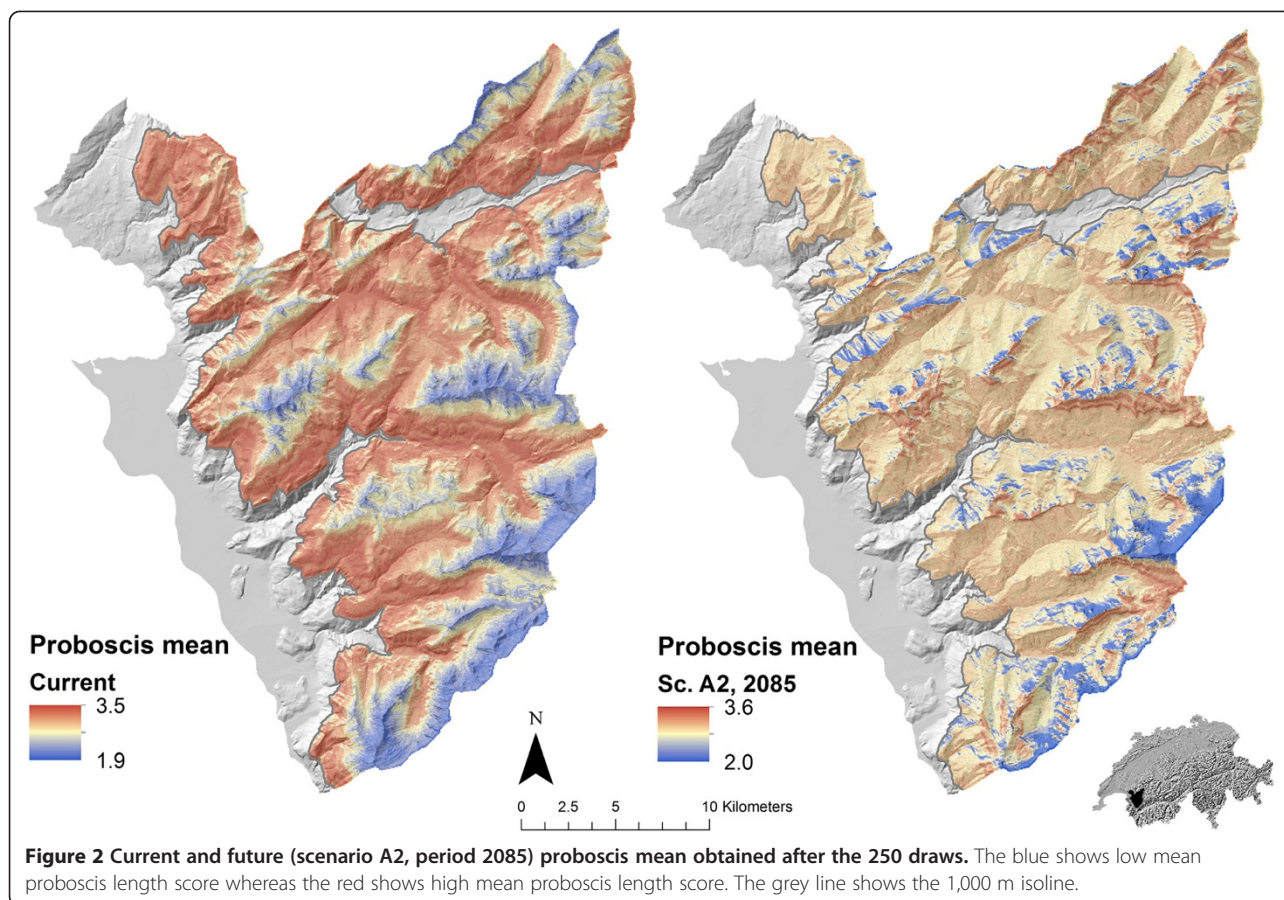 Proboscis mean
Current
3.5
1.9
N
0 2.5 5 10 Kilometers
Proboscis mean
Sc. A2, 2085
3.6
2.0
Figure 2 Current and future (scenario A2, period 2085) proboscis mean obtained after the 250 draws. The blue shows low mean
proboscis length score whereas the red shows high mean proboscis length score. The grey line shows the 1,000 m isoline.